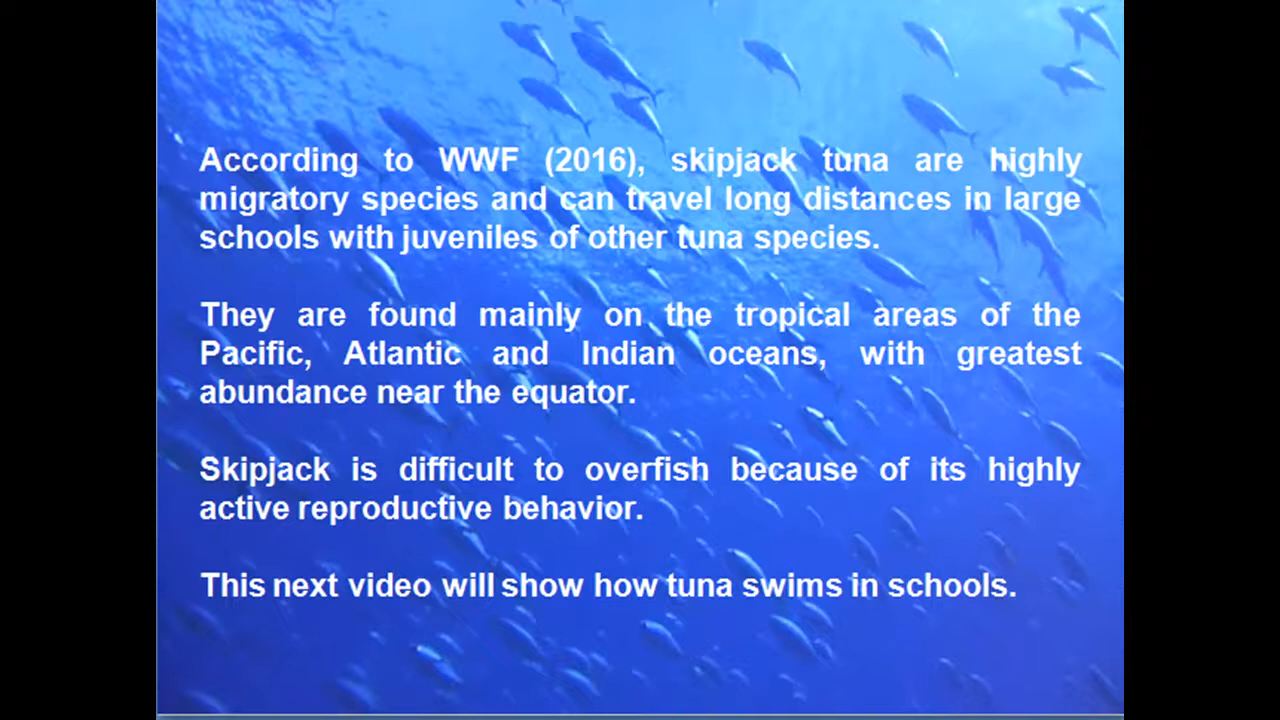 According to WWF (2016), skipjack tuna are highly
migratory species and can travel long distances in large
schools with juveniles of other tuna species.
They are found mainly on the tropical areas of the
Pacific, Atlantic and Indian oceans, with greatest
abundance near the equator.
Skipjack is difficult to overfish because of its highly
active reproductive behavior.
This next video will show how tuna swims in schools.